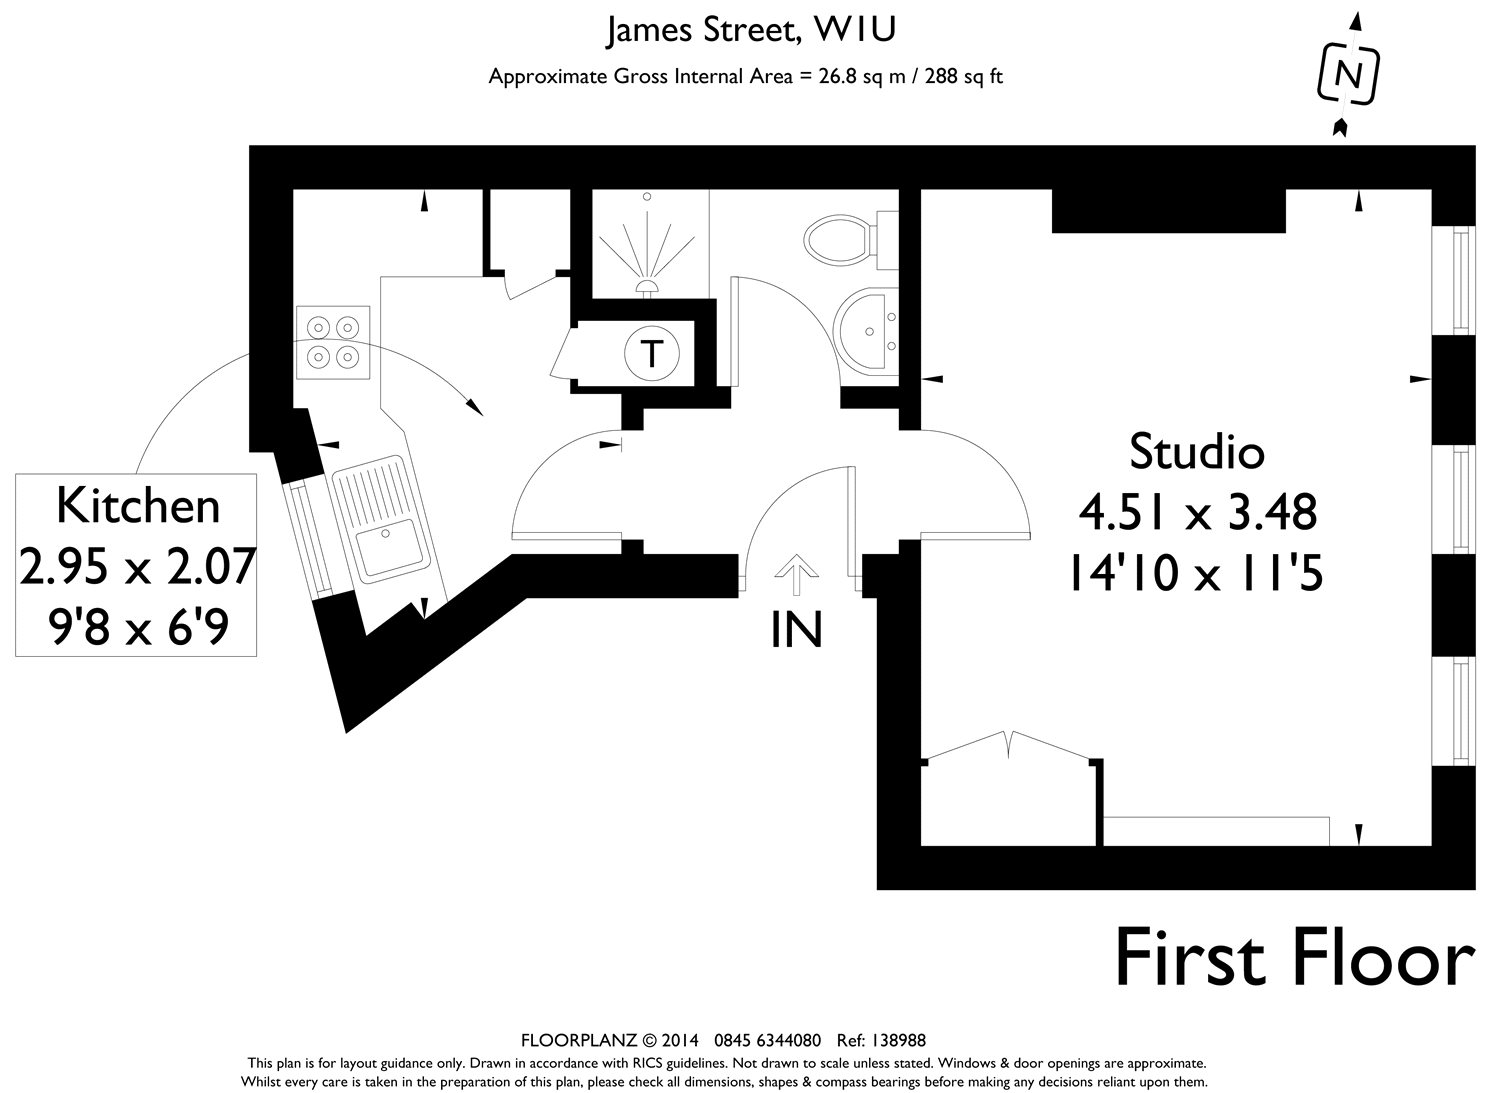 James Street, W1U
Approximate Gross Internal Area = 26.8 sq m / 288 sq ft
N
T
Kitchen
2.95 x 2.07
9'8 x 6'9
Studio
4.51 x 3.48
14'10 x 11'5
IN
First Floor
FLOORPLANZ © 2014 0845 6344080 Ref: 138988
This plan is for layout guidance only. Drawn in accordance with RICS guidelines. Not drawn to scale unless stated. Windows & door openings are approximate.
Whilst every care is taken in the preparation of this plan, please check all dimensions, shapes & compass bearings before making any decisions reliant upon them.